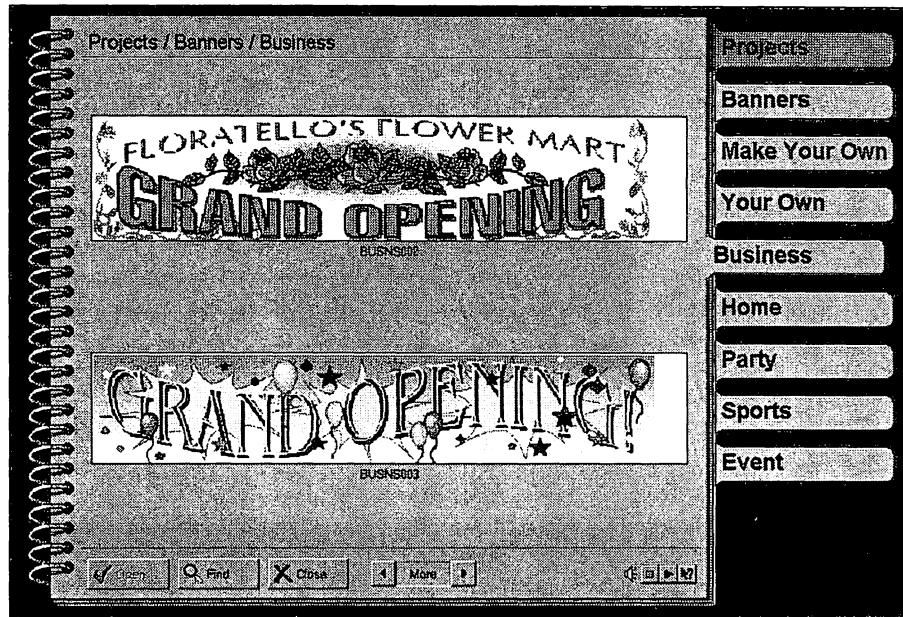 Projects / Banners / Business
FLORATELLO'S FLOWER MART
GRAND OPENING
BUSNS002
GRAND OPENING!
BUSNS003
Open
Find
Close
More
Projects
Banners
Make Your Own
Your Own
Business
Home
Party
Sports
Event